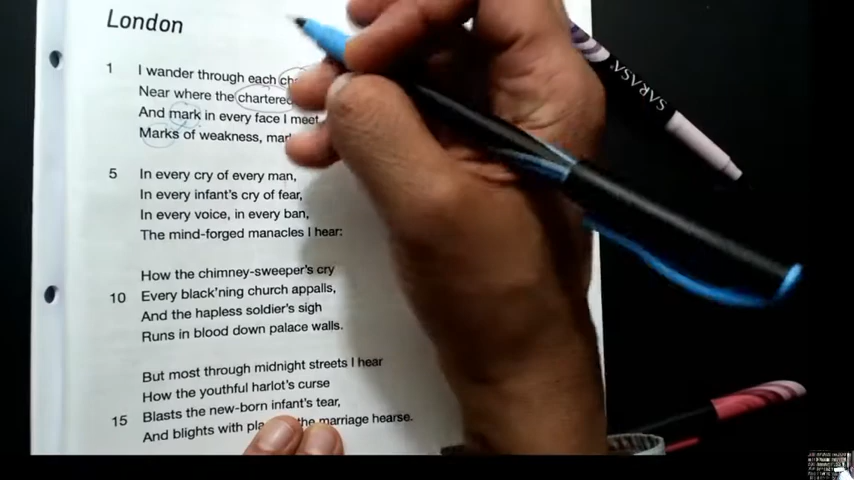 London
1 I wander through each
Near where the chartered
And mark in every face I meet
Marks of weakness,
5 In every cry of every man,
In every infant's cry of fear,
In every voice, in every ban,
The mind-forged manacles I hear:
How the chimney-sweeper's cry
10 Every black'ning church appalls,
And the hapless soldier's sigh
Runs in blood down palace walls.
But most through midnight streets I hear
How the youthful harlot's curse
15 Blasts the new-born infant's tear,
And blights with the marriage hearse.
SARASA